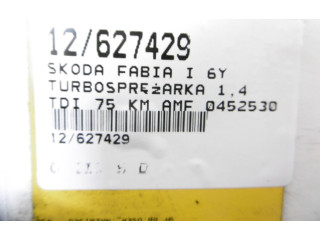 12/627429
SKODA FABIA I 6Y
TURBOSPRĘŻARKA 1,4
TDI 75 KM AMF 0452530
12/627429